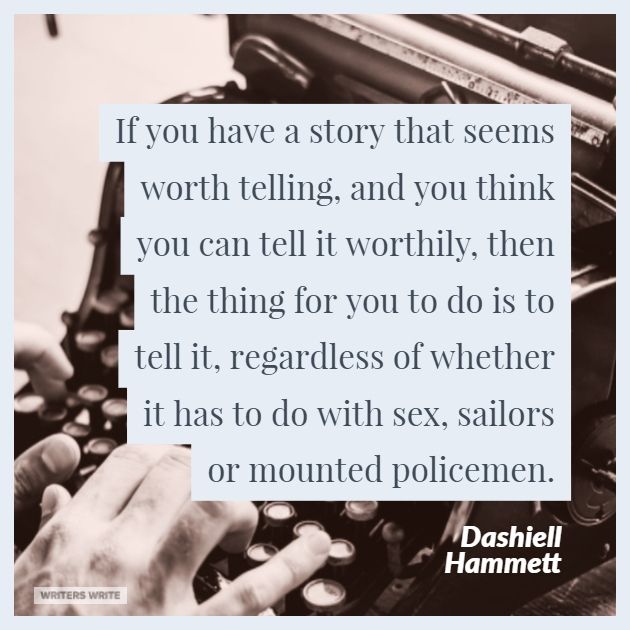 If you have a story that seems
worth telling, and you think
you can tell it worthily, then
the thing for you to do is to
tell it, regardless of whether
it has to do with sex, sailors
or mounted policemen.
Dashiell
Hammett
WRITERS WRITE